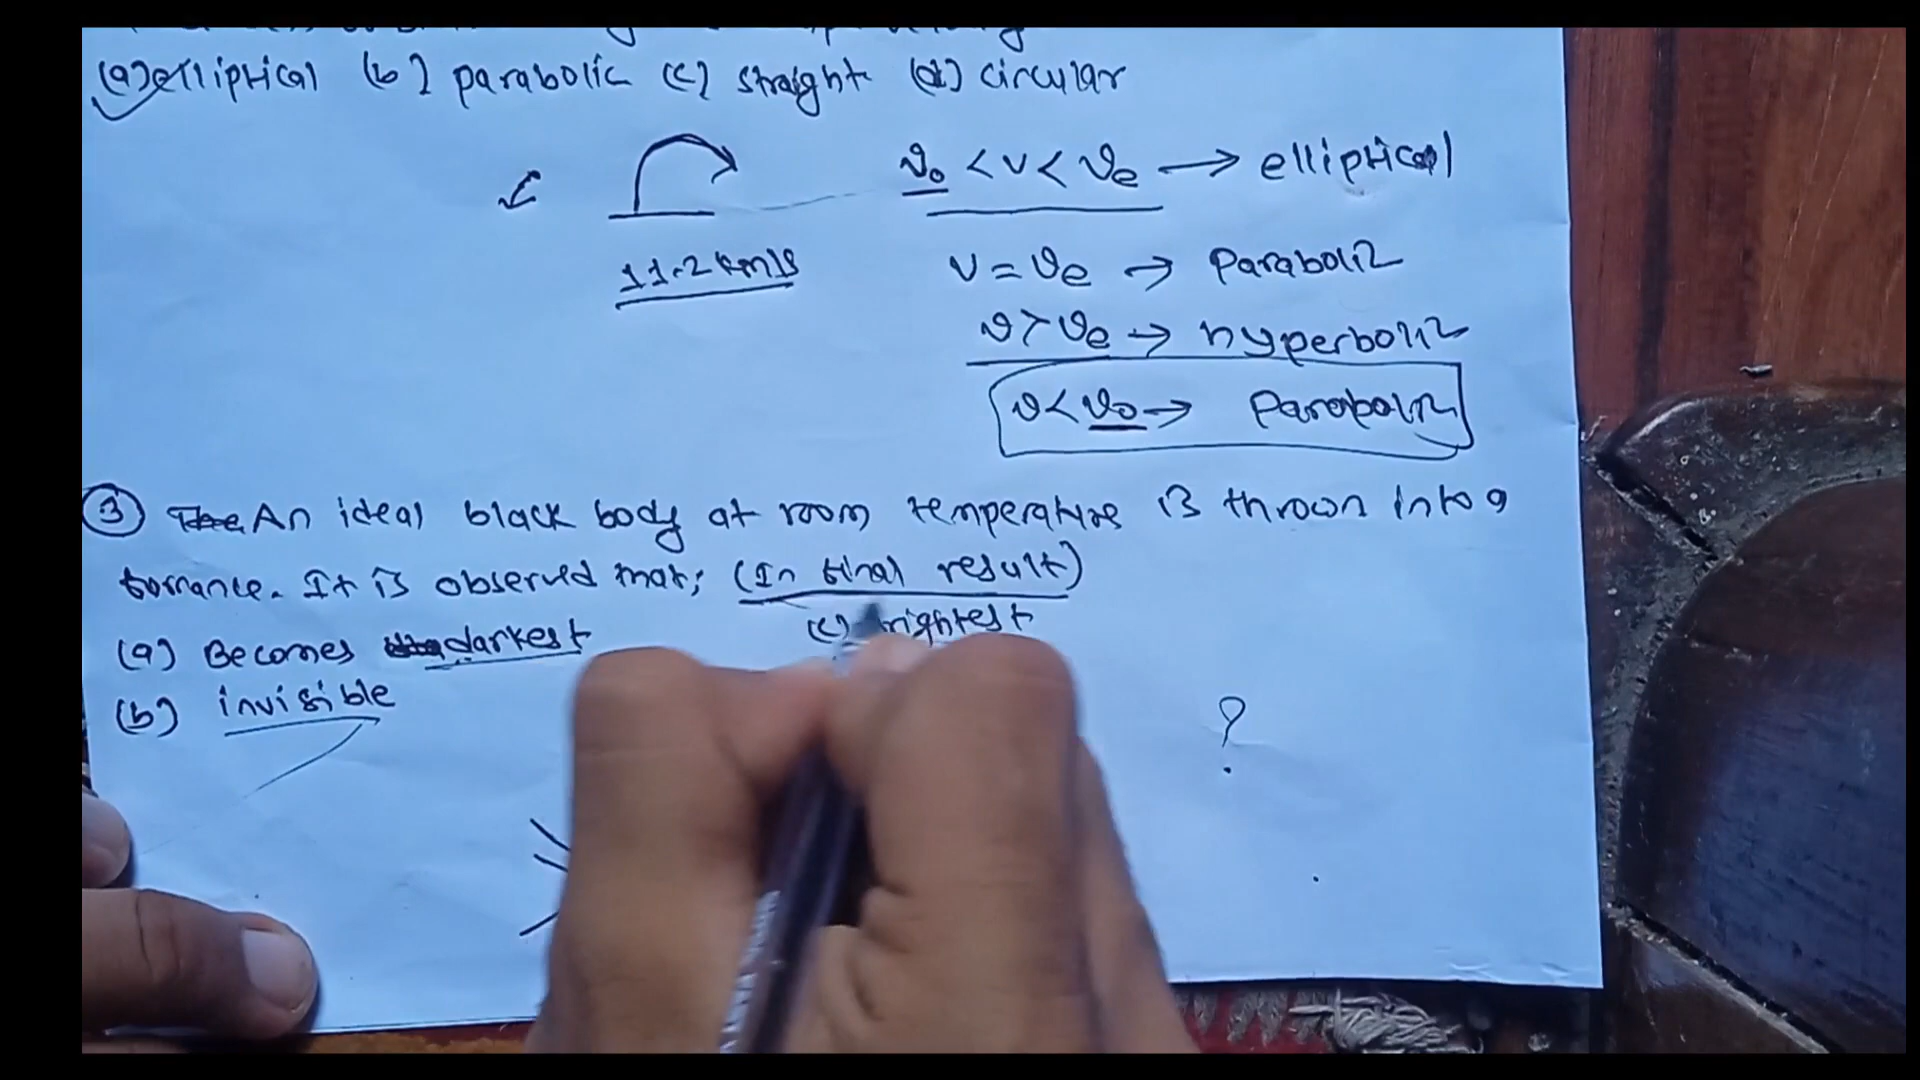 (a) elliptical (b) parabolic (c) straight (d) circular
v₀ < v < ve → elliptical
11.2 km/s
v = ve → parabolic
v > ve → hyperbolic
v < v₀ → parabolic
(3) An ideal black body at room temperature is thrown into a
furnance. It is observed that; (In final result)
(a) Becomes darkest
(c) brightest
(b) invisible
?